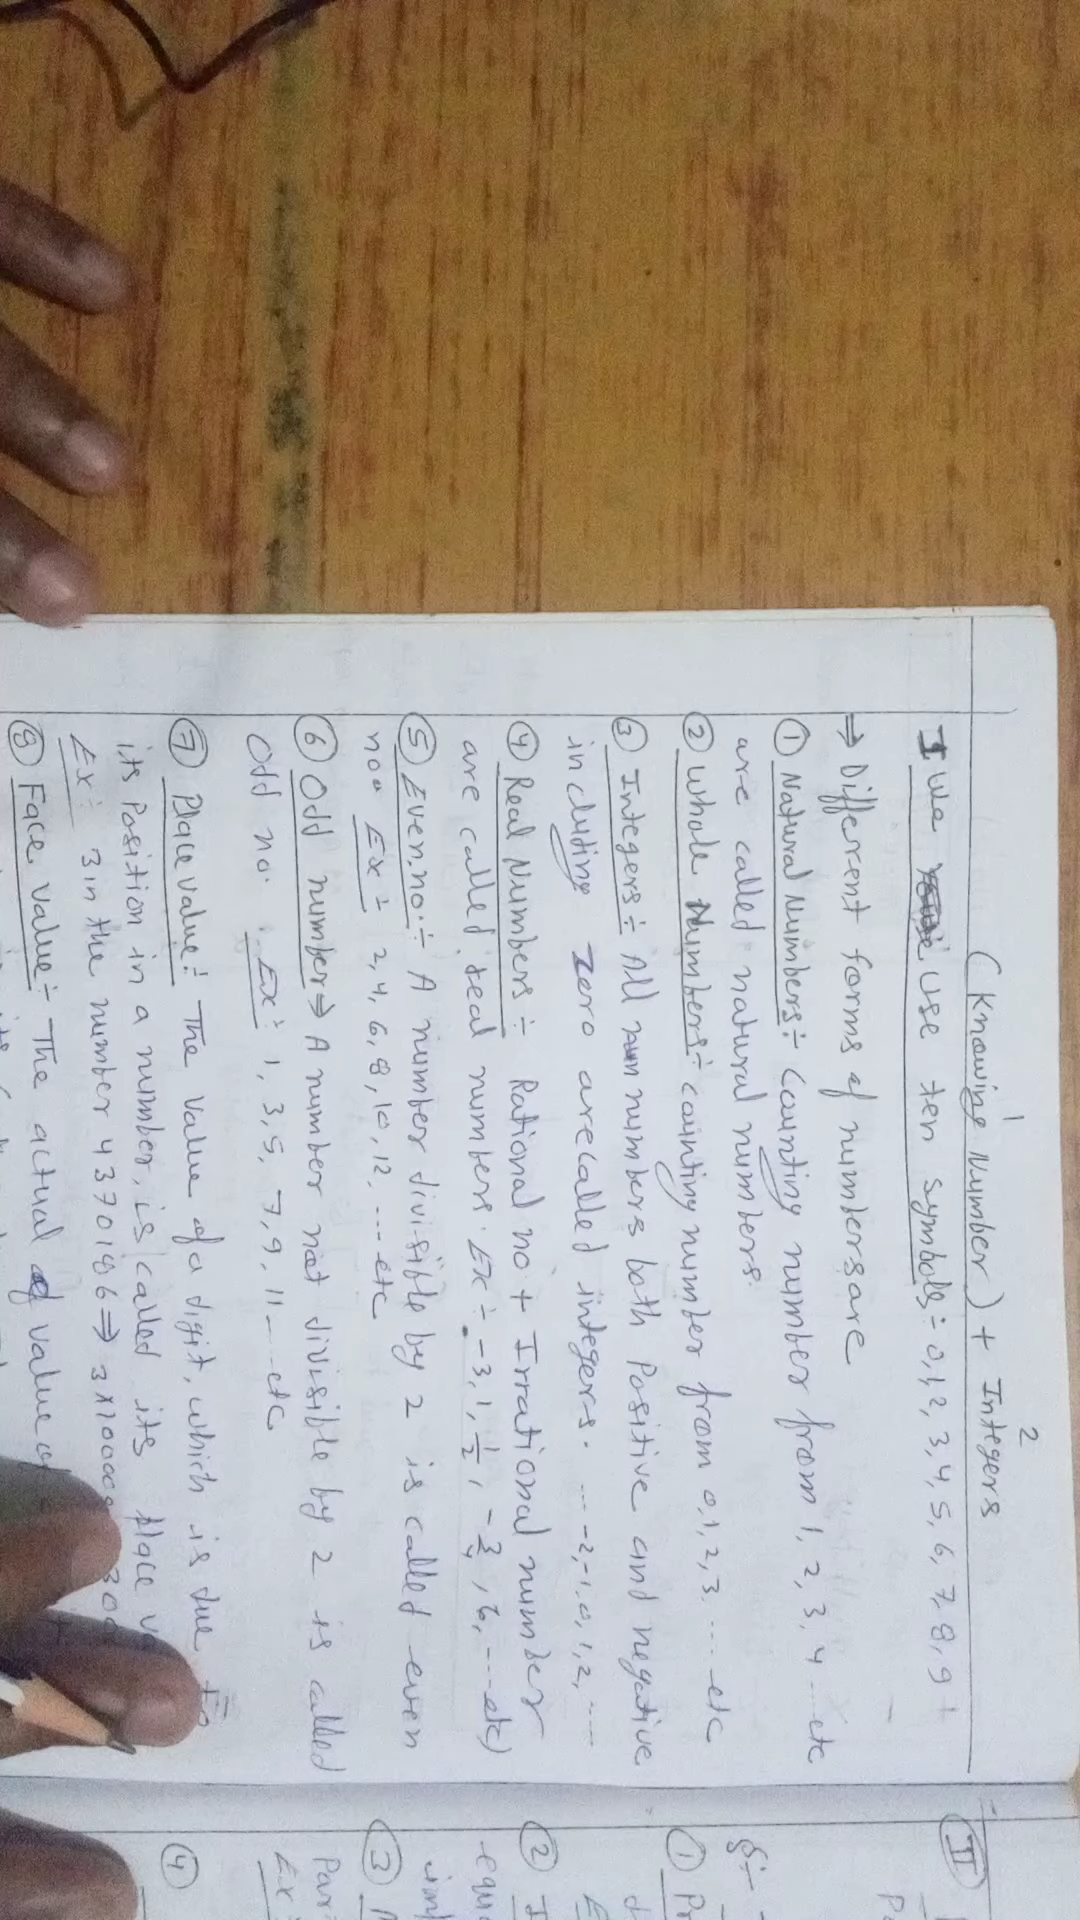 1 2
(Knowing Number) + Integers
I we use ten symbols÷ 0,1,2,3,4,5,6,7,8,9
→ Different forms of numbers are
① Natural Numbers÷ Counting number from 1, 2, 3, 4 ... etc
are called natural numbers
② Whole Numbers÷ counting number from 0,1,2,3. ... etc
③ Integers÷ All numbers both Positive and negative
including zero are called integers. ... -2,-1,0,1,2, ....
④ Real Numbers÷ Rational no + Irrational number
are called real numbers. Ex÷ -3,1,1/2,-3/4,6, ....etc)
⑤ Even.no.÷ A number divisible by 2 is called even
no. Ex÷ 2,4,6,8,10,12, ....etc
⑥ Odd number⇒ A number not divisible by 2 is called
Odd no. Ex÷ 1, 3,5, 7,9, 11 ... etc
⑦ Place value÷ The value of a digit, which is due to
its Position in a number, is called its Place
Ex÷ 3 in the number 4370186 ⇒
⑧ Face value÷ The actual value of
II
①
②
③
④
Ex